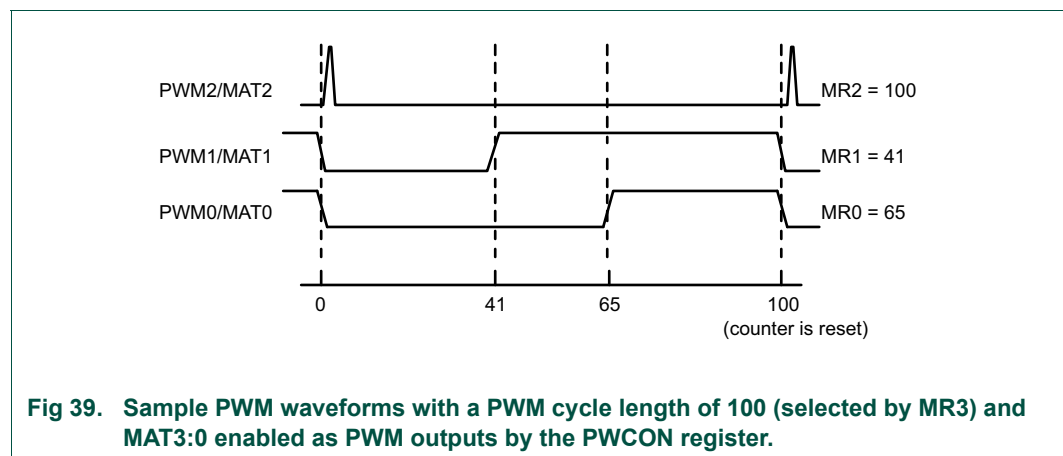 PWM2/MAT2
MR2 = 100
PWM1/MAT1
MR1 = 41
PWM0/MAT0
MR0 = 65
0
41
65
100
(counter is reset)
Fig 39. Sample PWM waveforms with a PWM cycle length of 100 (selected by MR3) and
MAT3:0 enabled as PWM outputs by the PWCON register.